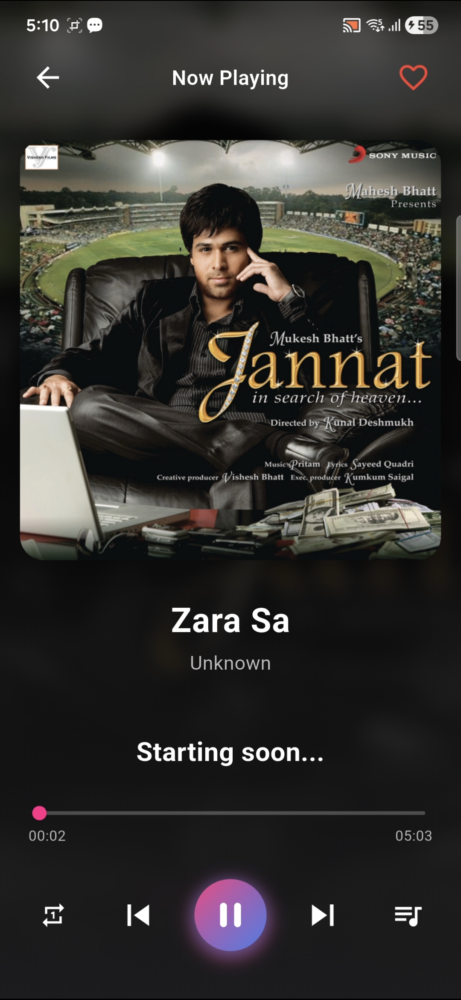 5:10
5
55
Now Playing
VISHESH FILMS
SONY MUSIC
Mahesh Bhatt
Presents
Mukesh Bhatt's
Jannat
in search of heaven...
Directed by Kunal Deshmukh
Music Pritam Lyrics Sayeed Quadri
Creative producer Vishesh Bhatt Exec. producer Kumkum Saigal
Zara Sa
Unknown
Starting soon...
00:02
05:03
1